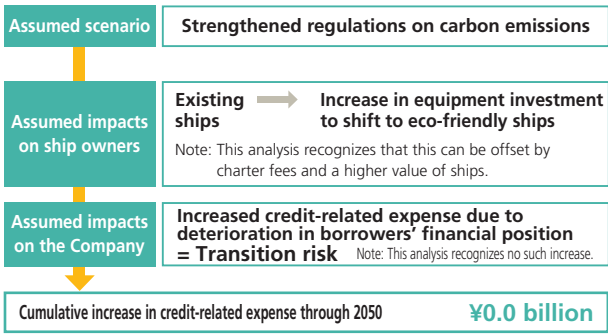 Assumed scenario
Strengthened regulations on carbon emissions
Assumed impacts
on ship owners
Existing
ships
Increase in equipment investment
to shift to eco-friendly ships
Note: This analysis recognizes that this can be offset by
charter fees and a higher value of ships.
Assumed impacts
on the Company
Increased credit-related expense due to
deterioration in borrowers' financial position
= Transition risk Note: This analysis recognizes no such increase.
Cumulative increase in credit-related expense through 2050 ¥0.0 billion